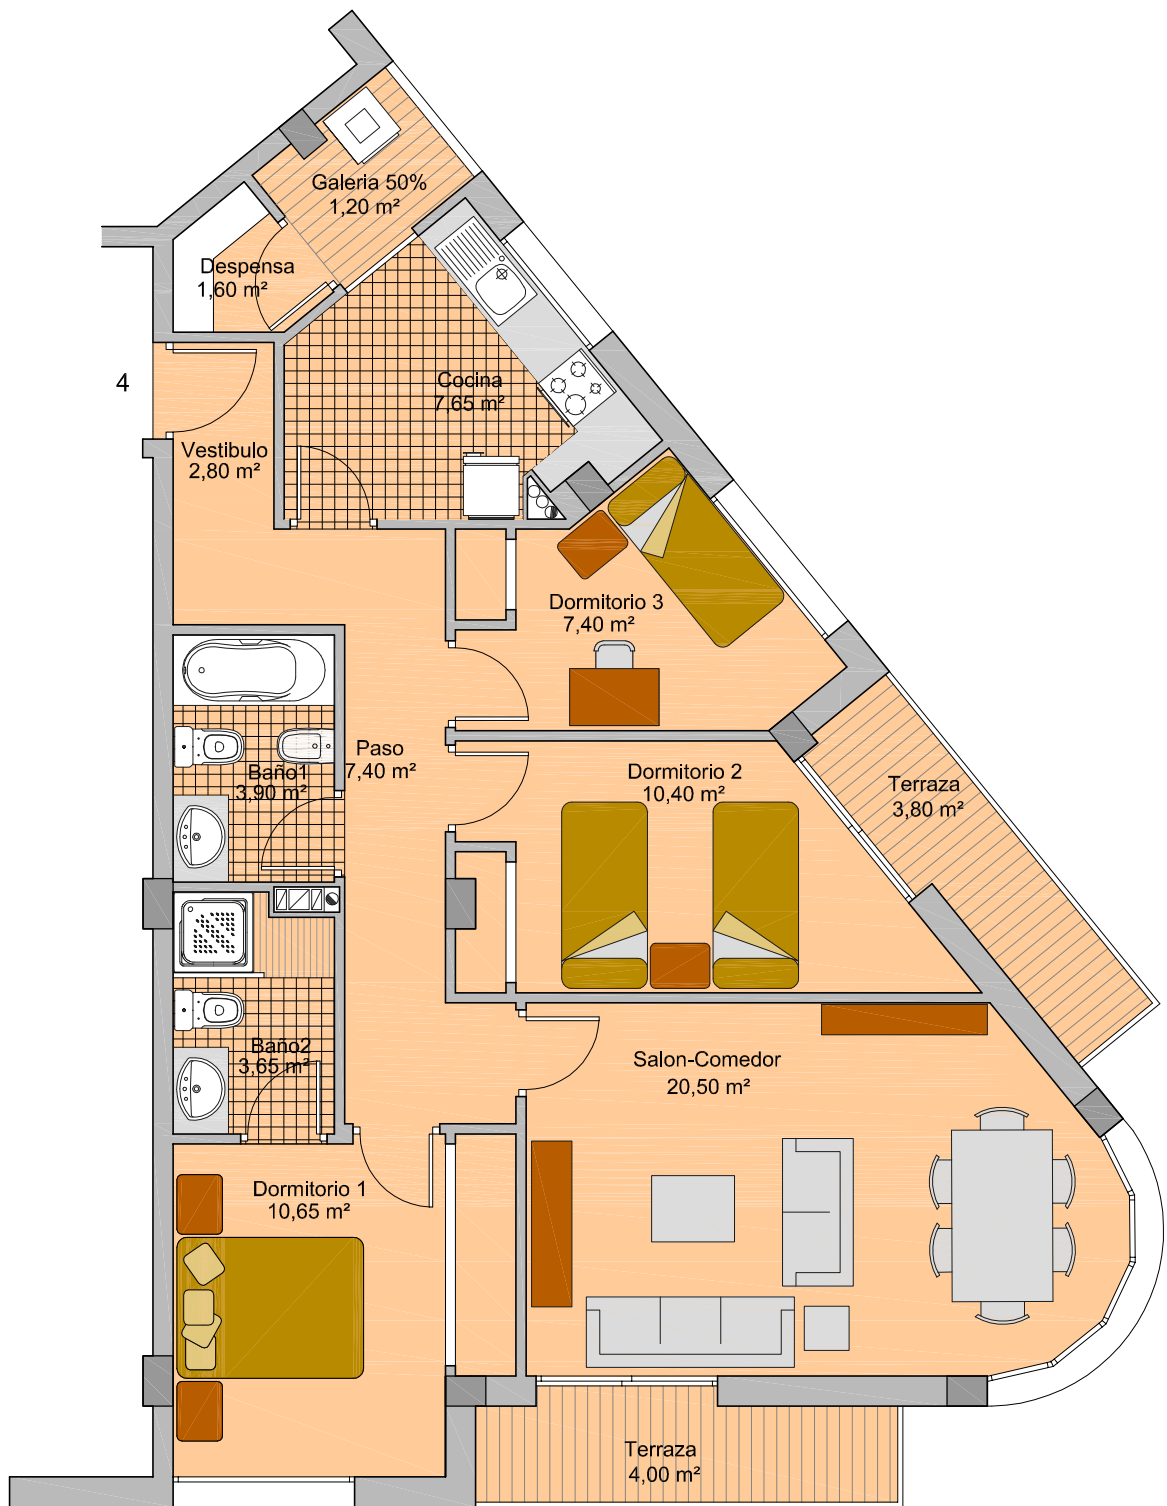 Galeria 50%
1,20 m²
Despensa
1,60 m²
4
Cocina
7,65 m²
Vestibulo
2,80 m²
Dormitorio 3
7,40 m²
Paso
7,40 m²
Baño1
3,90 m²
Dormitorio 2
10,40 m²
Terraza
3,80 m²
Baño2
3,65 m²
Salon-Comedor
20,50 m²
Dormitorio 1
10,65 m²
Terraza
4,00 m²